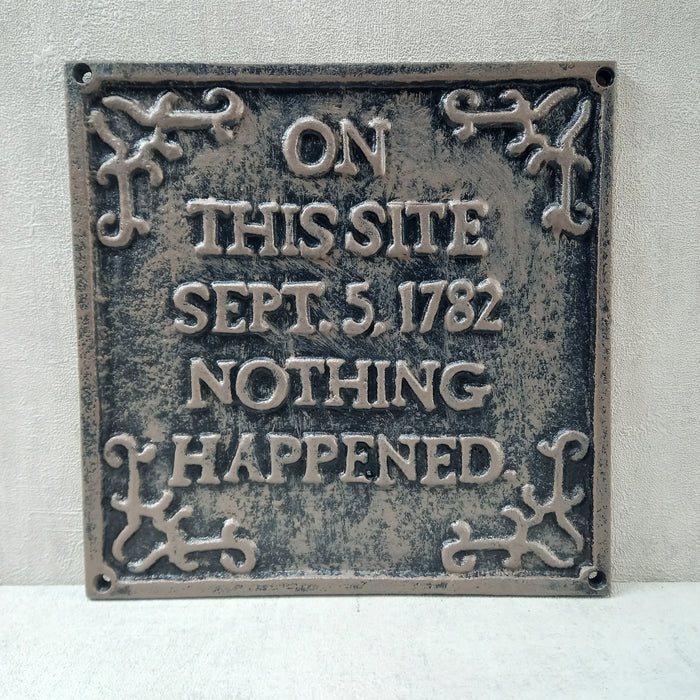 ON
THIS SITE
SEPT. 5, 1782
NOTHING
HAPPENED.